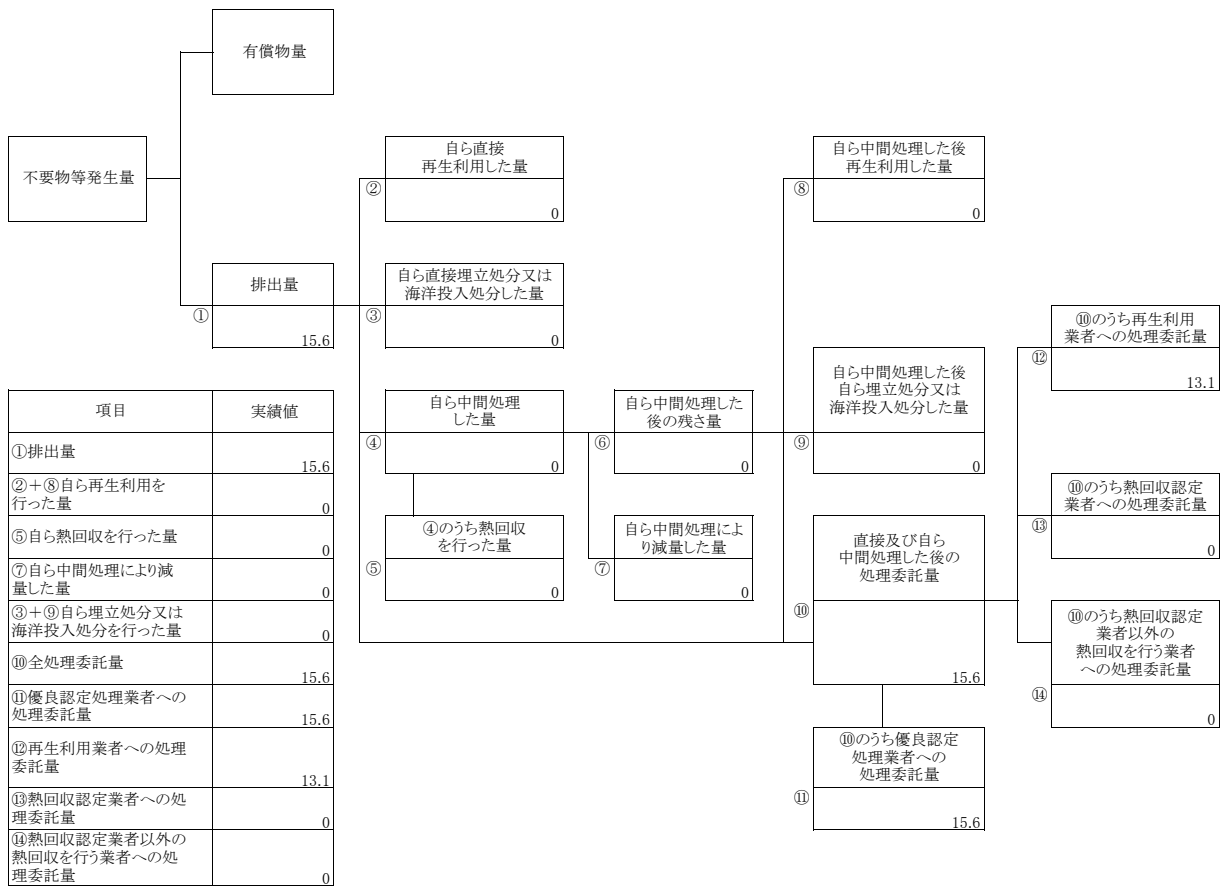 有償物量
不要物等発生量
排出量
①
15.6
自ら直接
再生利用した量
②
0
自ら直接埋立処分又は
海洋投入処分した量
③
0
自ら中間処理
した量
④
0
④のうち熱回収
を行った量
⑤
0
自ら中間処理した
後の残さ量
⑥
0
自ら中間処理によ
り減量した量
⑦
0
自ら中間処理した後
再生利用した量
⑧
0
自ら中間処理した後
自ら埋立処分又は
海洋投入処分した量
⑨
0
直接及び自ら
中間処理した後の
処理委託量
⑩
15.6
⑩のうち優良認定
処理業者への
処理委託量
⑪
15.6
⑩のうち再生利用
業者への処理委託量
⑫
13.1
⑩のうち熱回収認定
業者への処理委託量
⑬
0
⑩のうち熱回収認定
業者以外の
熱回収を行う業者
への処理委託量
⑭
0
項目 実績値
①排出量
15.6
②＋⑧自ら再生利用を
行った量
0
⑤自ら熱回収を行った量
0
⑦自ら中間処理により減
量した量
0
③＋⑨自ら埋立処分又は
海洋投入処分を行った量
0
⑩全処理委託量
15.6
⑪優良認定処理業者への
処理委託量
15.6
⑫再生利用業者への処理
委託量
13.1
⑬熱回収認定業者への処
理委託量
0
⑭熱回収認定業者以外の
熱回収を行う業者への処
理委託量
0